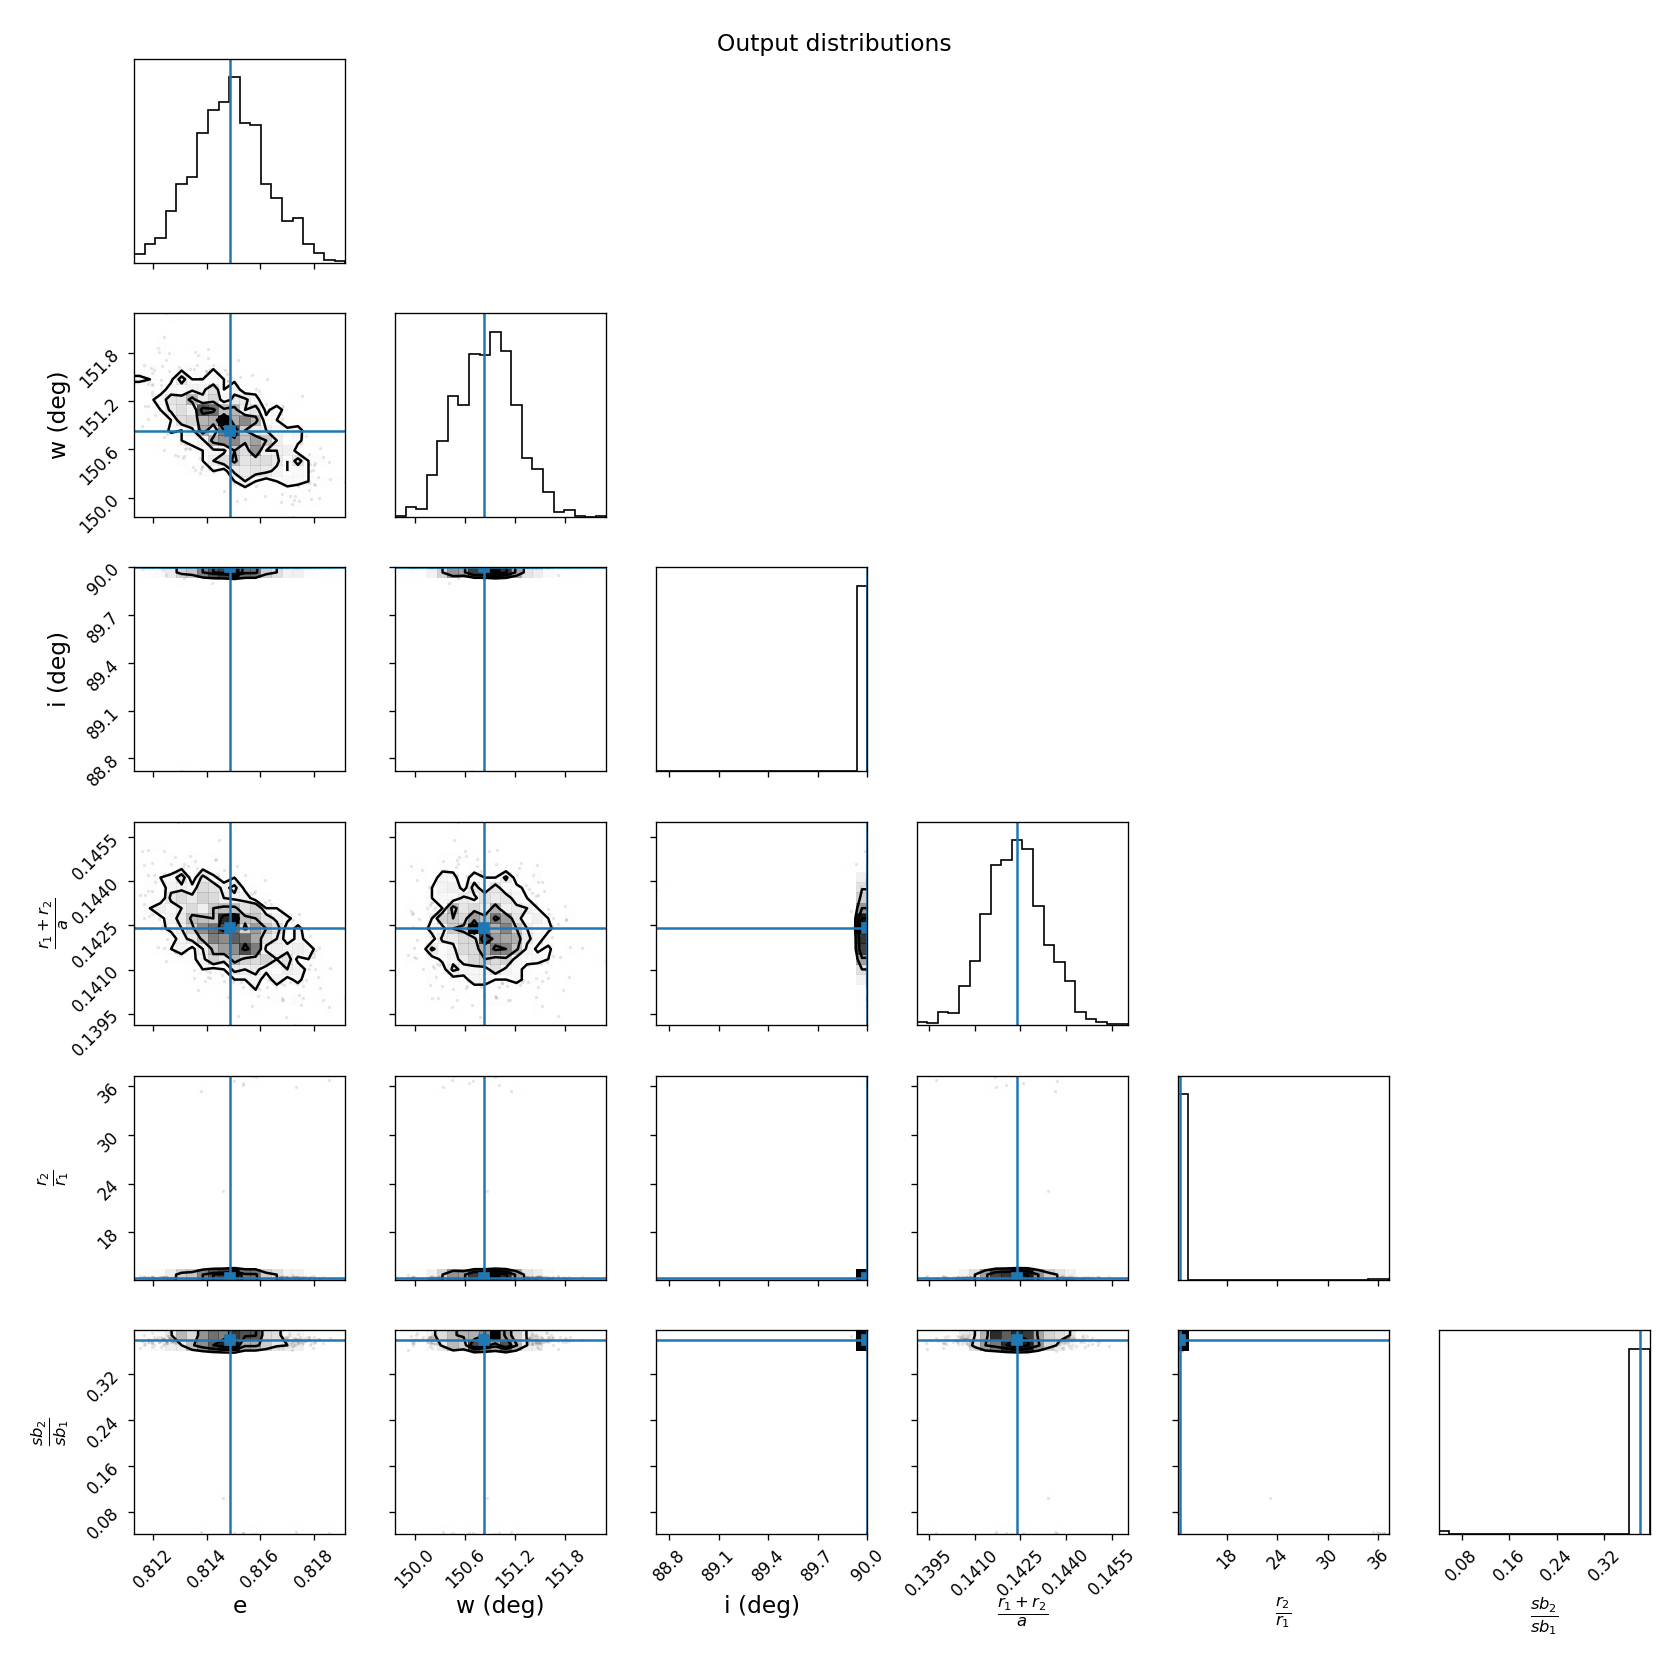 Output distributions
w (deg)
151.8
151.2
150.6
150.0
i (deg)
90.0
89.7
89.4
89.1
88.8
r₁ + r₂
a
0.1455
0.1440
0.1425
0.1410
0.1395
r₂
r₁
36
30
24
18
sb₂
sb₁
0.32
0.24
0.16
0.08
0.812 0.814 0.816 0.818
150.0 150.6 151.2 151.8
88.8 89.1 89.4 89.7 90.0
0.1395 0.1410 0.1425 0.1440 0.1455
18 24 30 36
0.08 0.16 0.24 0.32
e
w (deg)
i (deg)
r₁ + r₂
a
r₂
r₁
sb₂
sb₁